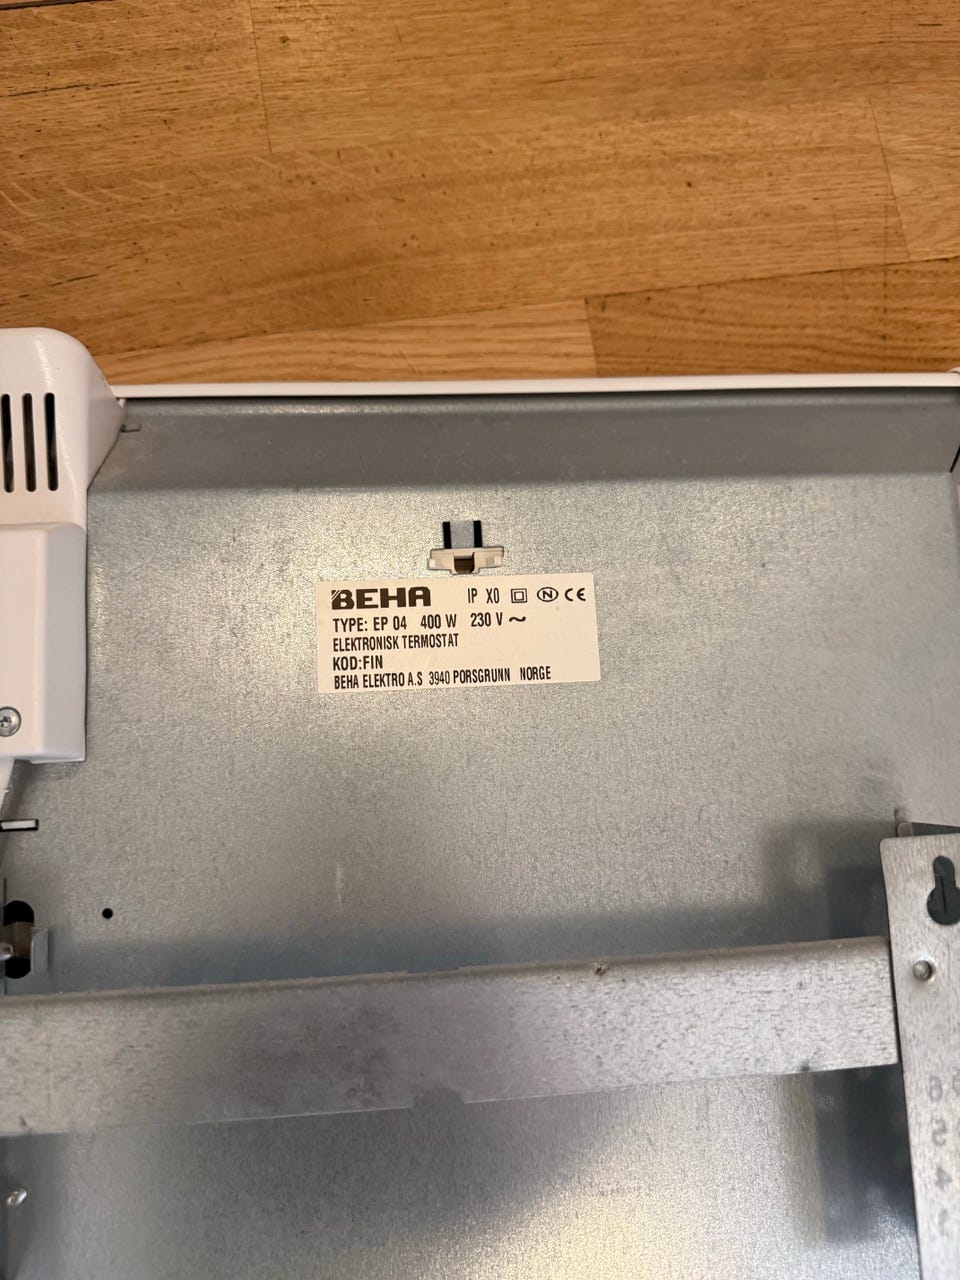 BEHA IP X0 N CE
TYPE: EP 04 400 W 230 V ~
ELEKTRONISK TERMOSTAT
KOD:FIN
BEHA ELEKTRO A.S 3940 PORSGRUNN NORGE